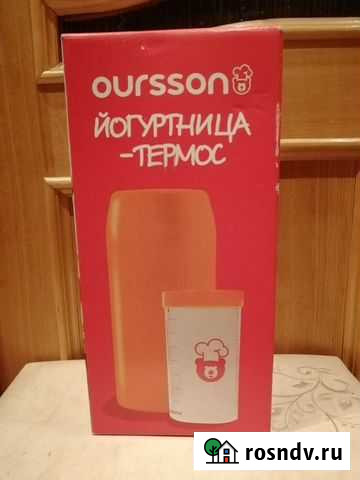 oursson
йогуртница
-термос
rosndv.ru